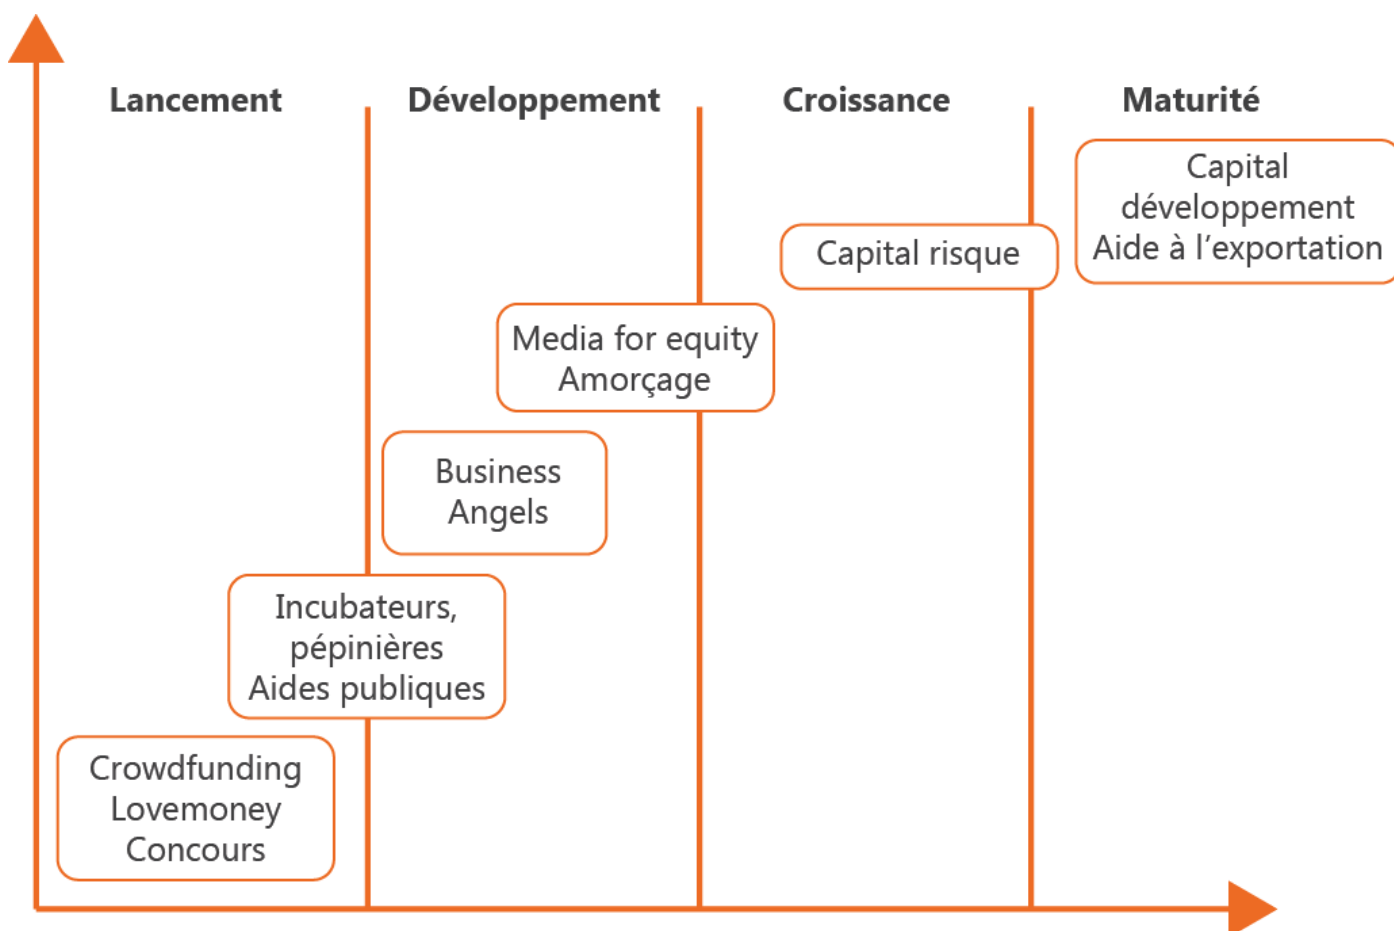 Lancement
Développement
Croissance
Maturité
Capital
développement
Aide à l'exportation
Capital risque
Media for equity
Amorçage
Business
Angels
Incubateurs,
pépinières
Aides publiques
Crowdfunding
Lovemoney
Concours